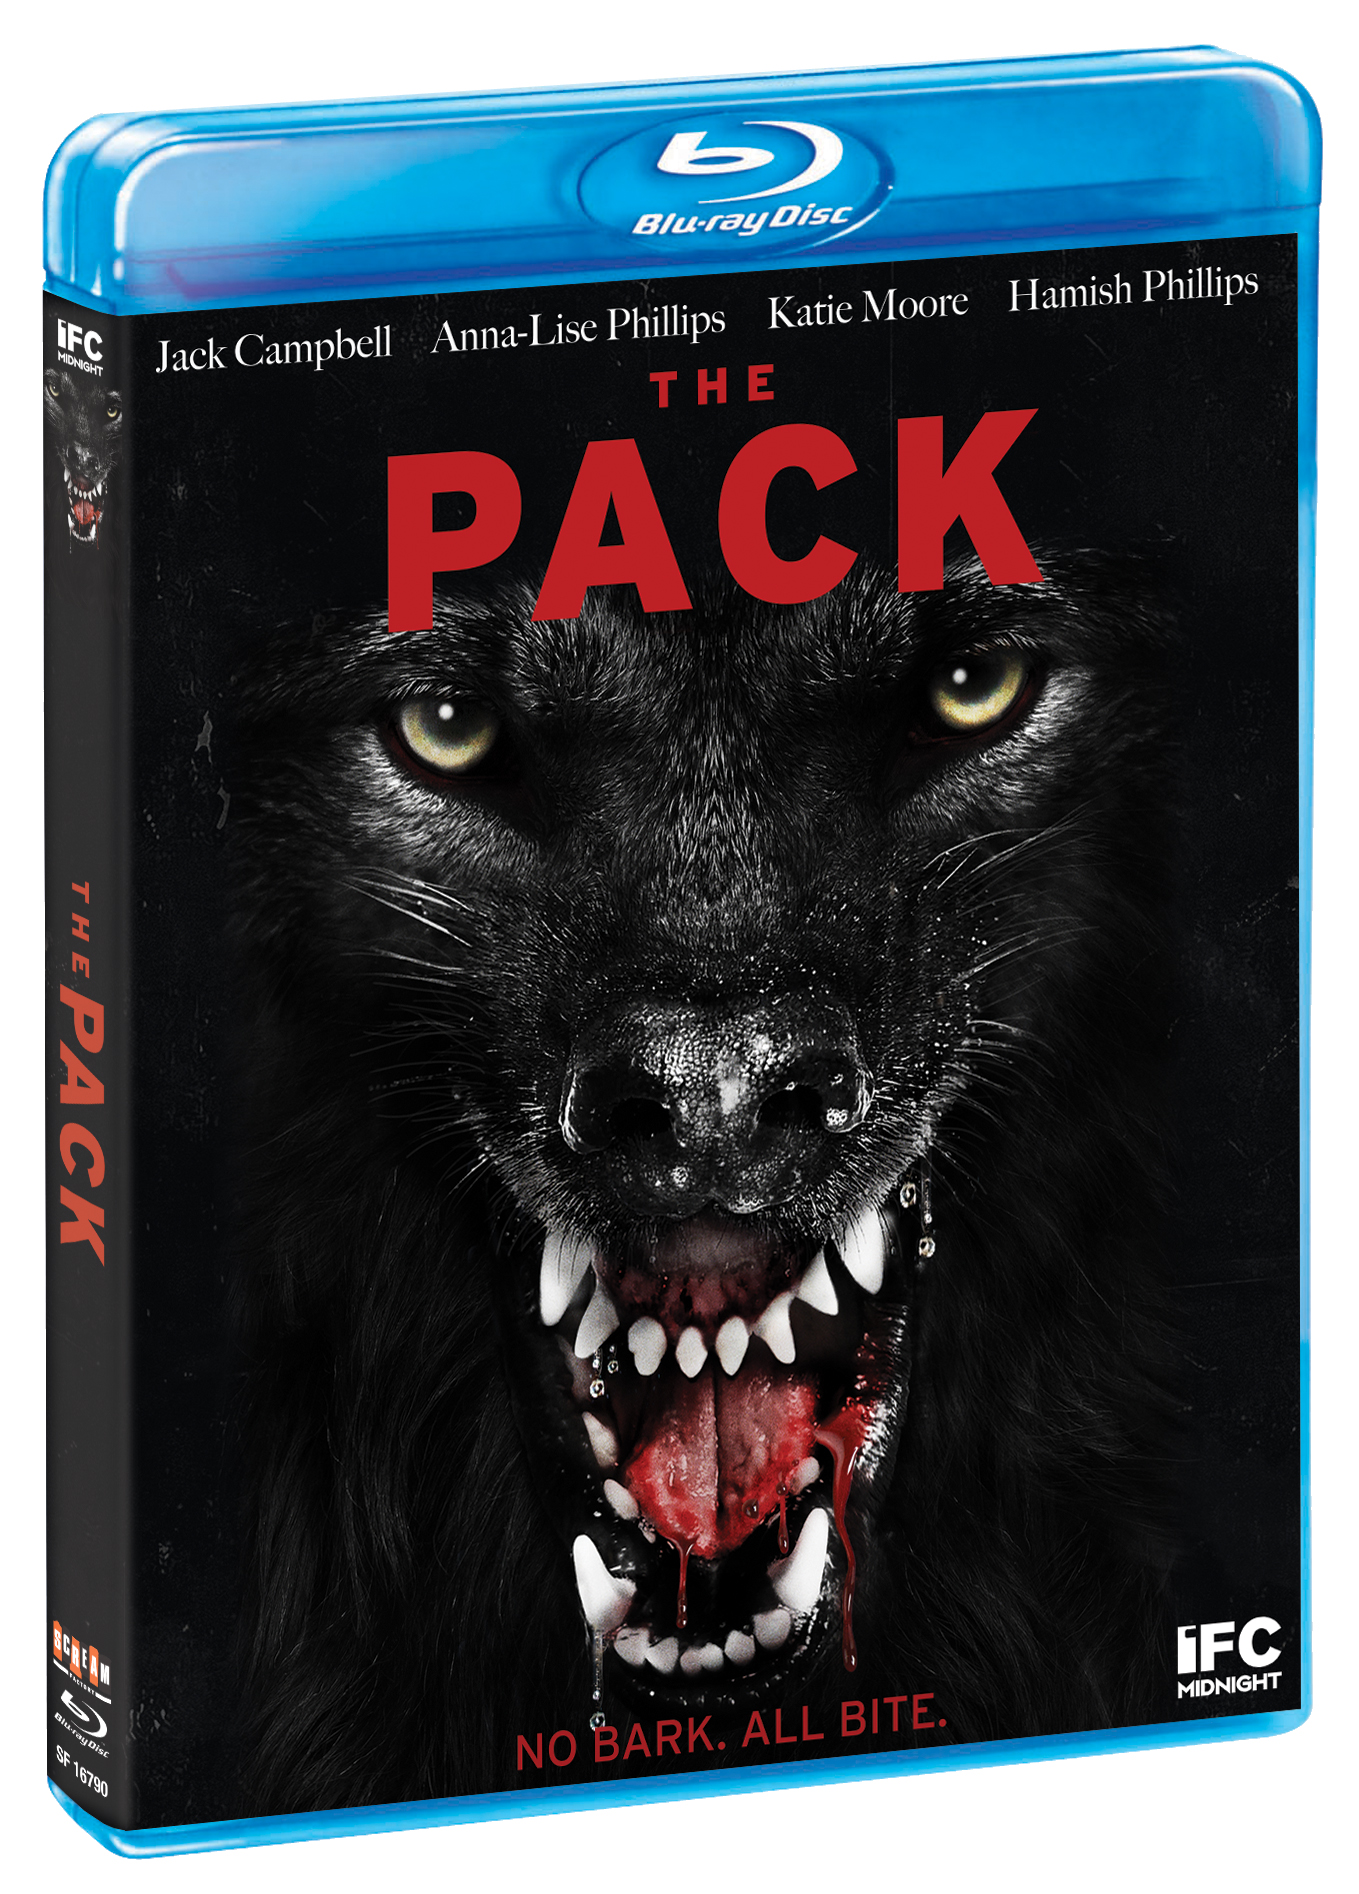 Blu-ray Disc
Jack Campbell Anna-Lise Phillips Katie Moore Hamish Phillips
THE
PACK
NO BARK. ALL BITE.
iFC
MIDNIGHT
iFC
MIDNIGHT
THE PACK
SCREAM
FACTORY
Blu-ray Disc
SF 16790